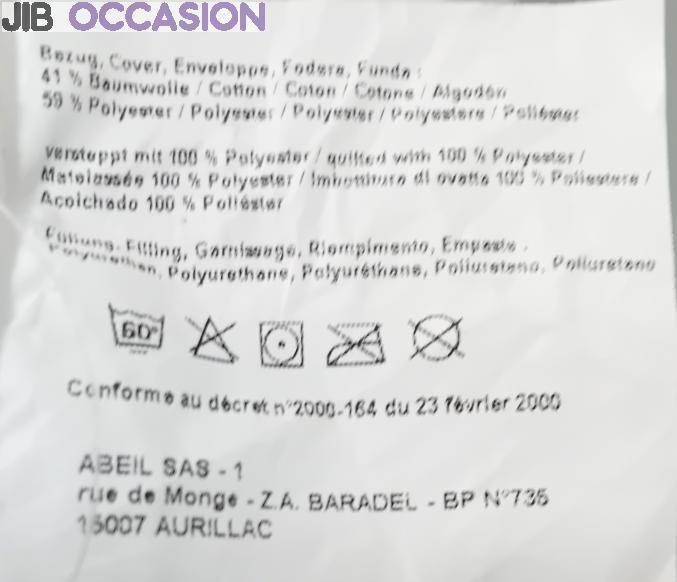 JIB OCCASION
Bezug, Cover, Enveloppe, Fodera, Funda :
41 % Baumwolle / Cotton / Coton / Cotone / Algodón
59 % Polyester / Polyester / Polyester / Polyestere / Poliéster
versteppt mit 100 % Polyester / quilted with 100 % Polyester /
Matelassée 100 % Polyester / Imbottitura di ovatta 100 % Poliestere /
Acolchado 100 % Poliéster
Füllung, Filling, Garnissage, Riempimento, Empaste :
Polyurethan, Polyurethane, Polyuréthane, Poliuretano, Poliuretano
60°
Conforme au décret n°2000-164 du 23 février 2000
ABEIL SAS - 1
rue de Monge - Z.A. BARADEL - BP N°735
15007 AURILLAC